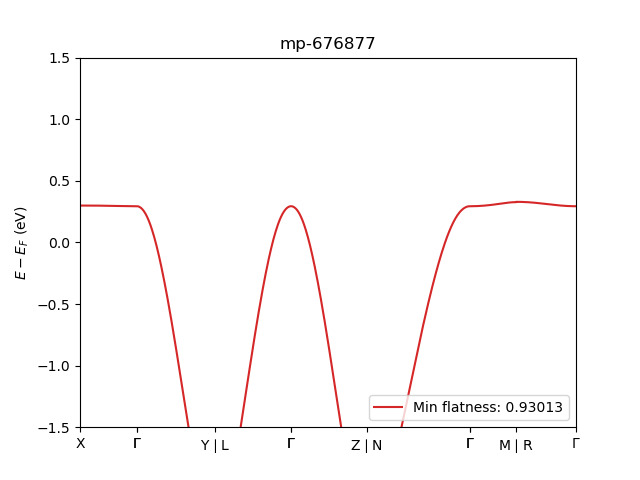 mp-676877
E − E_F (eV)
1.5
1.0
0.5
0.0
−0.5
−1.0
−1.5
Min flatness: 0.93013
X Γ Y | L Γ Z | N Γ M | R Γ